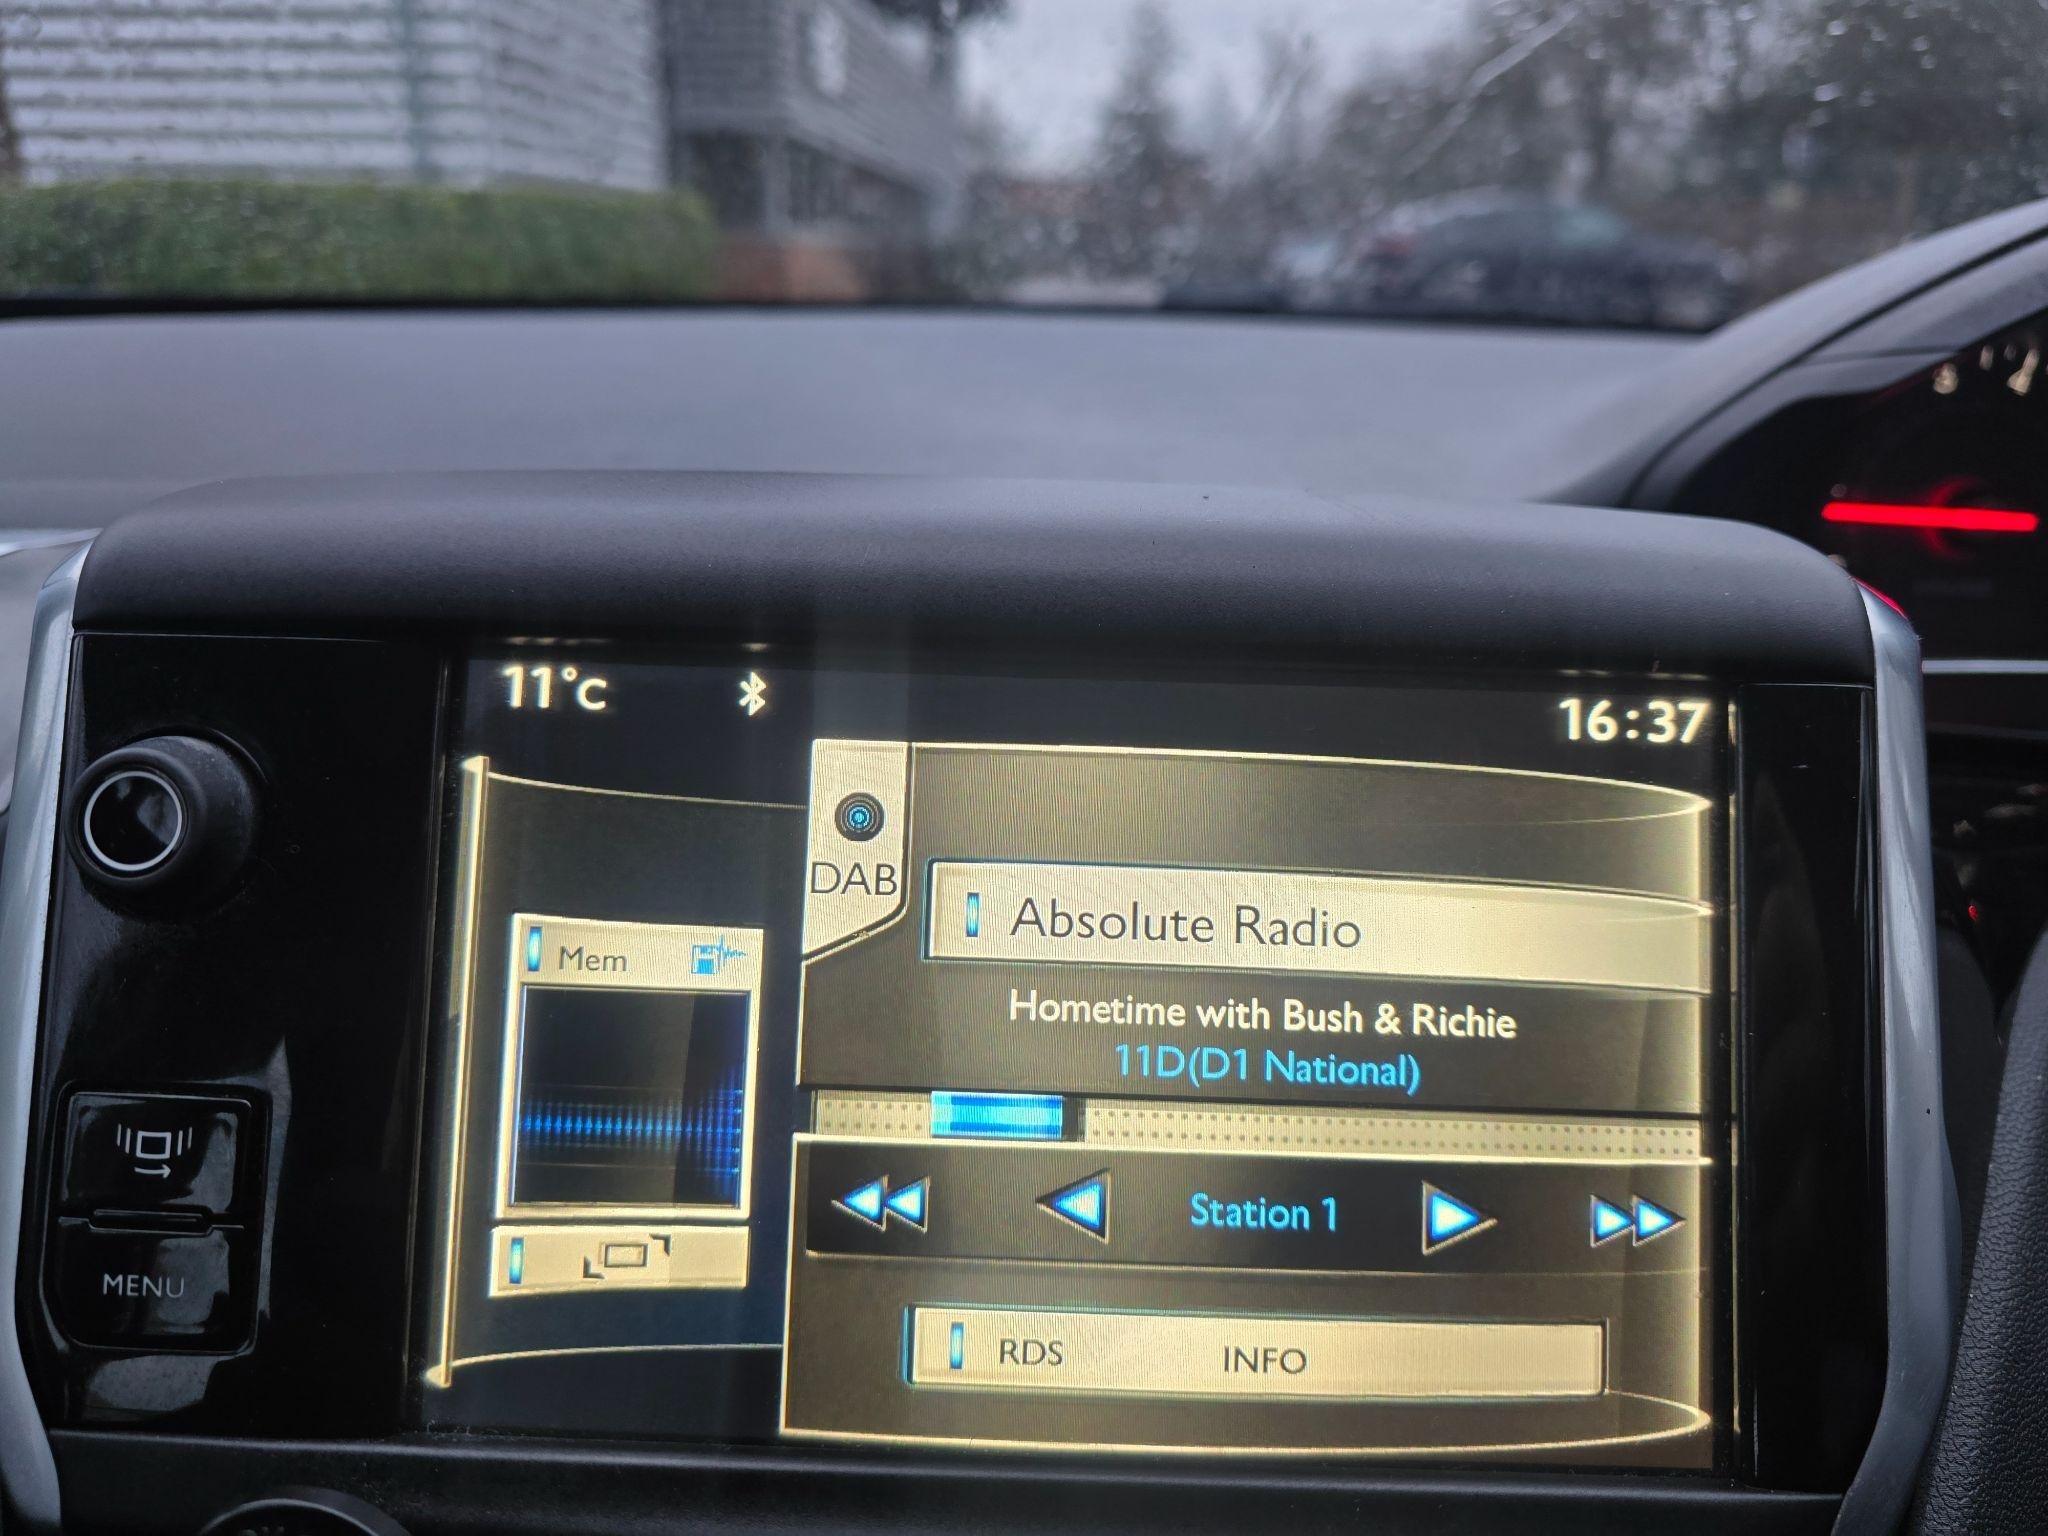 11°C
16:37
DAB
Absolute Radio
Mem
Hometime with Bush & Richie
11D(D1 National)
Station 1
MENU
RDS INFO